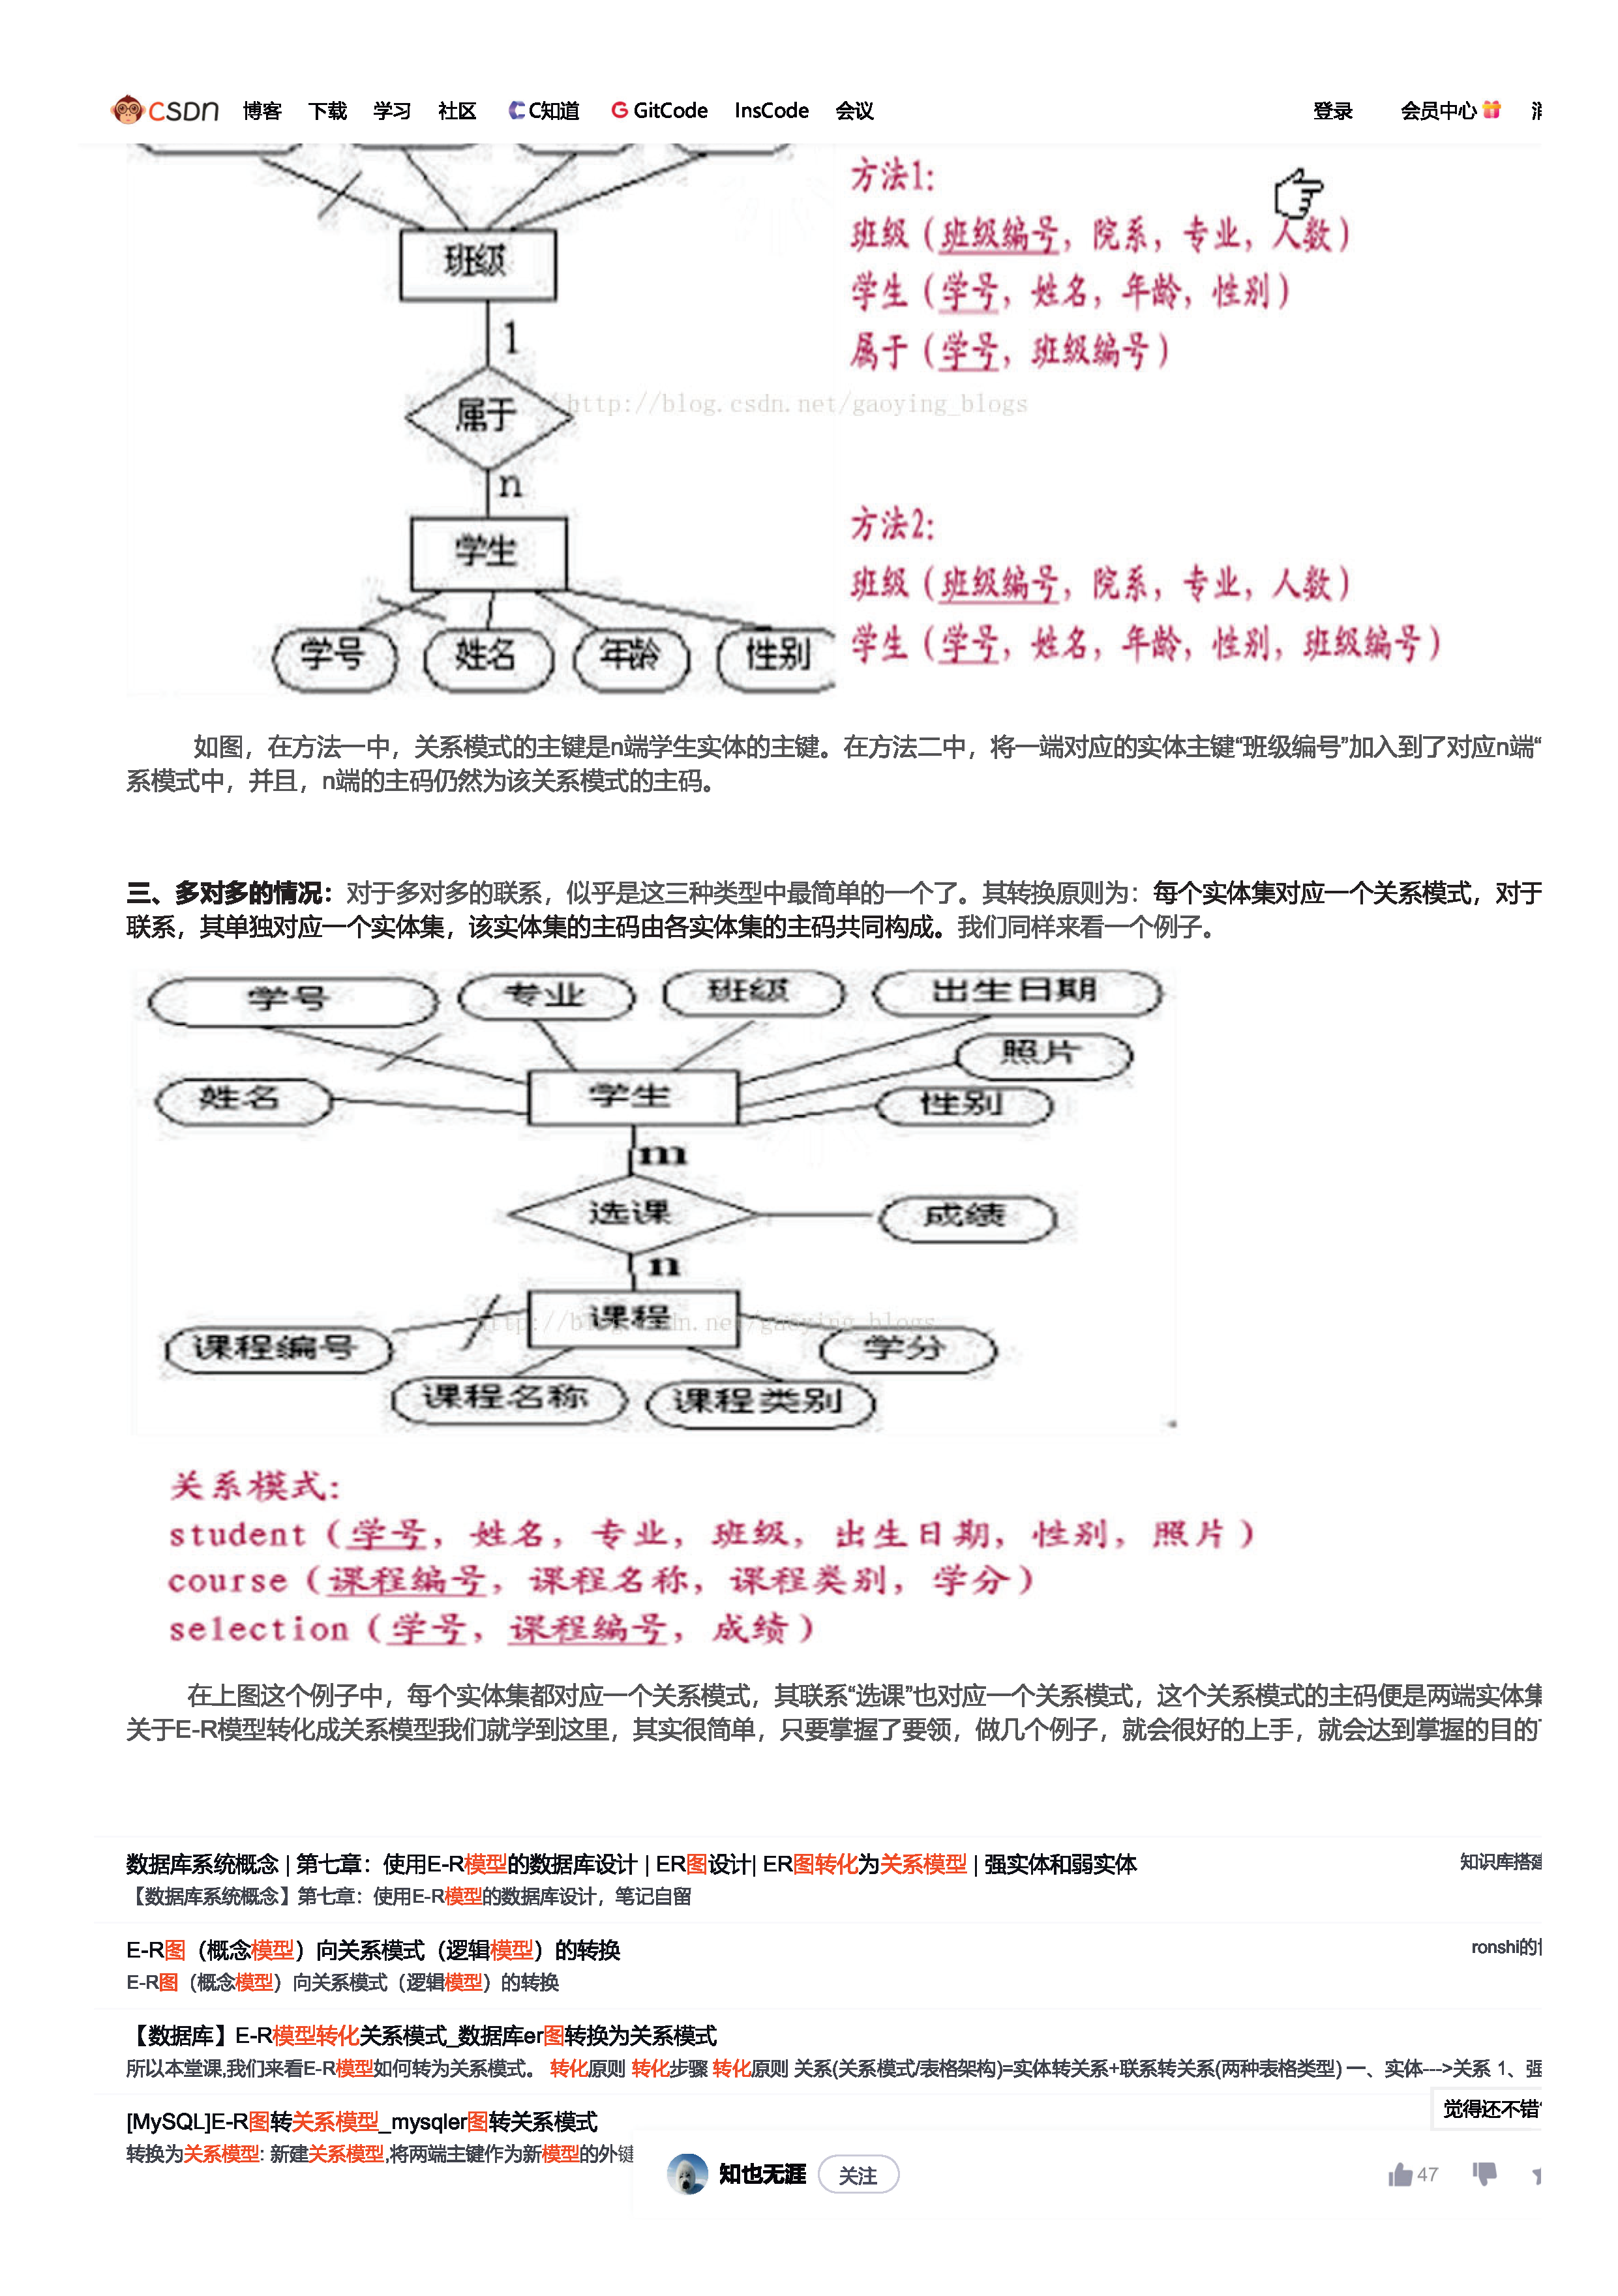 CSDN 博客 下载 学习 社区 C知道 GitCode InsCode 会议 登录 会员中心
班级
1
属于
n
学生
学号 姓名 年龄 性别
方法1:
班级（班级编号，院系，专业，人数）
学生（学号，姓名，年龄，性别）
属于（学号，班级编号）
http://blog.csdn.net/gaoying_blogs
方法2:
班级（班级编号，院系，专业，人数）
学生（学号，姓名，年龄，性别，班级编号）
如图，在方法一中，关系模式的主键是n端学生实体的主键。在方法二中，将一端对应的实体主键“班级编号”加入到了对应n端“
系模式中，并且，n端的主码仍然为该关系模式的主码。
三、多对多的情况：对于多对多的联系，似乎是这三种类型中最简单的一个了。其转换原则为：每个实体集对应一个关系模式，对于
联系，其单独对应一个实体集，该实体集的主码由各实体集的主码共同构成。我们同样来看一个例子。
学号 专业 班级 出生日期
照片
姓名 学生 性别
m
选课 成绩
n
课程
http://blog.csdn.net/gaoying_blogs
课程编号 学分
课程名称 课程类别
关系模式:
student（学号，姓名，专业，班级，出生日期，性别，照片）
course（课程编号，课程名称，课程类别，学分）
selection（学号，课程编号，成绩）
在上图这个例子中，每个实体集都对应一个关系模式，其联系“选课”也对应一个关系模式，这个关系模式的主码便是两端实体集
关于E-R模型转化成关系模型我们就学到这里，其实很简单，只要掌握了要领，做几个例子，就会很好的上手，就会达到掌握的目的
数据库系统概念 | 第七章：使用E-R模型的数据库设计 | ER图设计| ER图转化为关系模型 | 强实体和弱实体 知识库搭建
【数据库系统概念】第七章：使用E-R模型的数据库设计，笔记自留
E-R图（概念模型）向关系模式（逻辑模型）的转换 ronshi的
E-R图（概念模型）向关系模式（逻辑模型）的转换
【数据库】E-R模型转化关系模式_数据库er图转换为关系模式
所以本堂课,我们来看E-R模型如何转为关系模式。 转化原则 转化步骤 转化原则 关系(关系模式/表格架构)=实体转关系+联系转关系(两种表格类型) 一、实体--->关系 1、强
觉得还不错
[MySQL]E-R图转关系模型_mysqler图转关系模式
转换为关系模型: 新建关系模型,将两端主键作为新模型的外键
知也无涯 关注 47